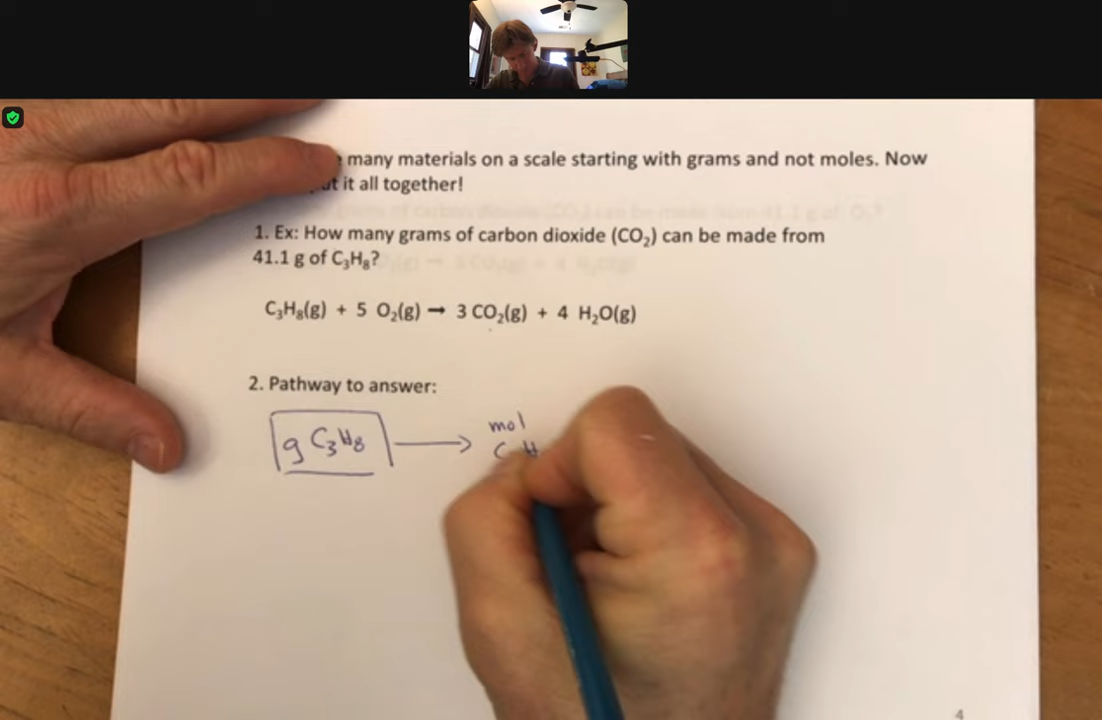 many materials on a scale starting with grams and not moles. Now
it all together!
1. Ex: How many grams of carbon dioxide (CO₂) can be made from
41.1 g of C₃H₈?
C₃H₈(g) + 5 O₂(g) → 3 CO₂(g) + 4 H₂O(g)
2. Pathway to answer:
g C₃H₈ → mol
4